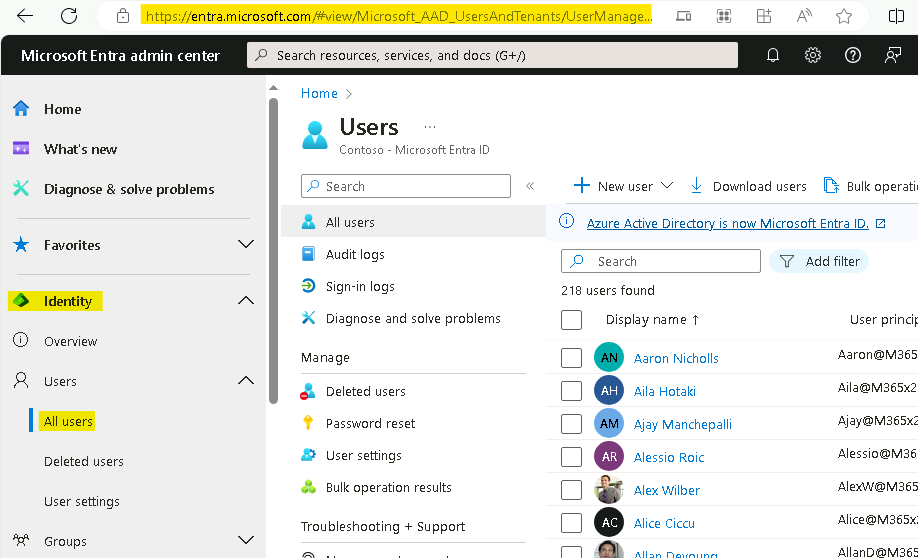 https://entra.microsoft.com/#view/Microsoft_AAD_UsersAndTenants/UserManage...
Microsoft Entra admin center
Search resources, services, and docs (G+/)
Home
What's new
Diagnose & solve problems
Favorites
Identity
Overview
Users
All users
Deleted users
User settings
Groups
Home
Users
Contoso - Microsoft Entra ID
Search
All users
Audit logs
Sign-in logs
Diagnose and solve problems
Manage
Deleted users
Password reset
User settings
Bulk operation results
Troubleshooting + Support
New user
Download users
Bulk operati
Azure Active Directory is now Microsoft Entra ID.
Search
Add filter
218 users found
Display name ↑
User princip
AN Aaron Nicholls Aaron@M365
AH Aila Hotaki Aila@M365x2
AM Ajay Manchepalli Ajay@M365x2
AR Alessio Roic Alessio@M36
Alex Wilber AlexW@M365
AC Alice Ciccu Alice@M365x2
Allan Deyoung AllanD@M365